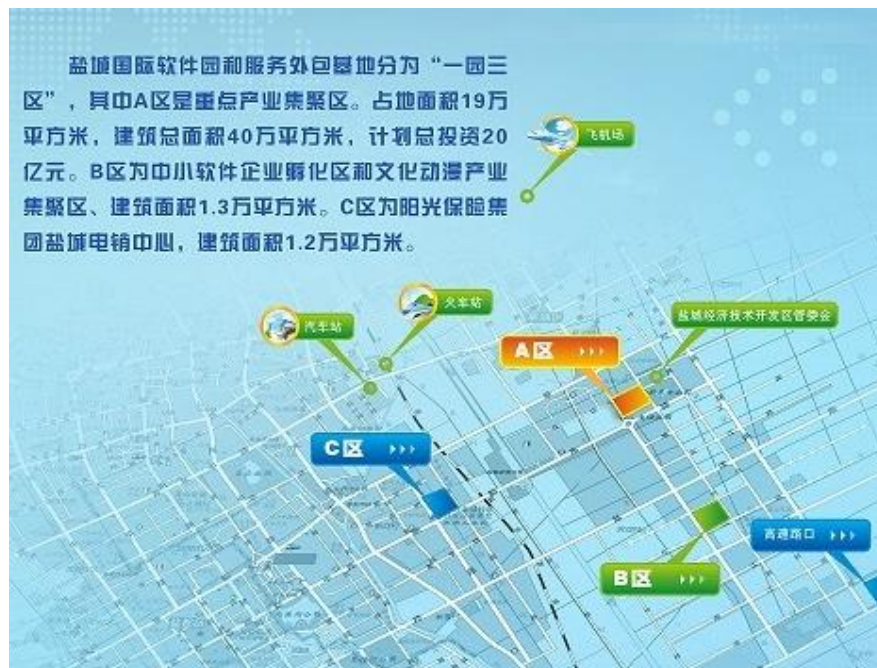 盐城国际软件园和服务外包基地分为“一园三
区”，其中A区是重点产业集聚区。占地面积19万
平方米，建筑总面积40万平方米，计划总投资20
亿元。B区为中小软件企业孵化区和文化动漫产业
集聚区、建筑面积1.3万平方米。C区为阳光保险集
团盐城电销中心，建筑面积1.2万平方米。
飞机场
火车站
汽车站
盐城经济技术开发区管委会
A区
C区
高速路口
B区